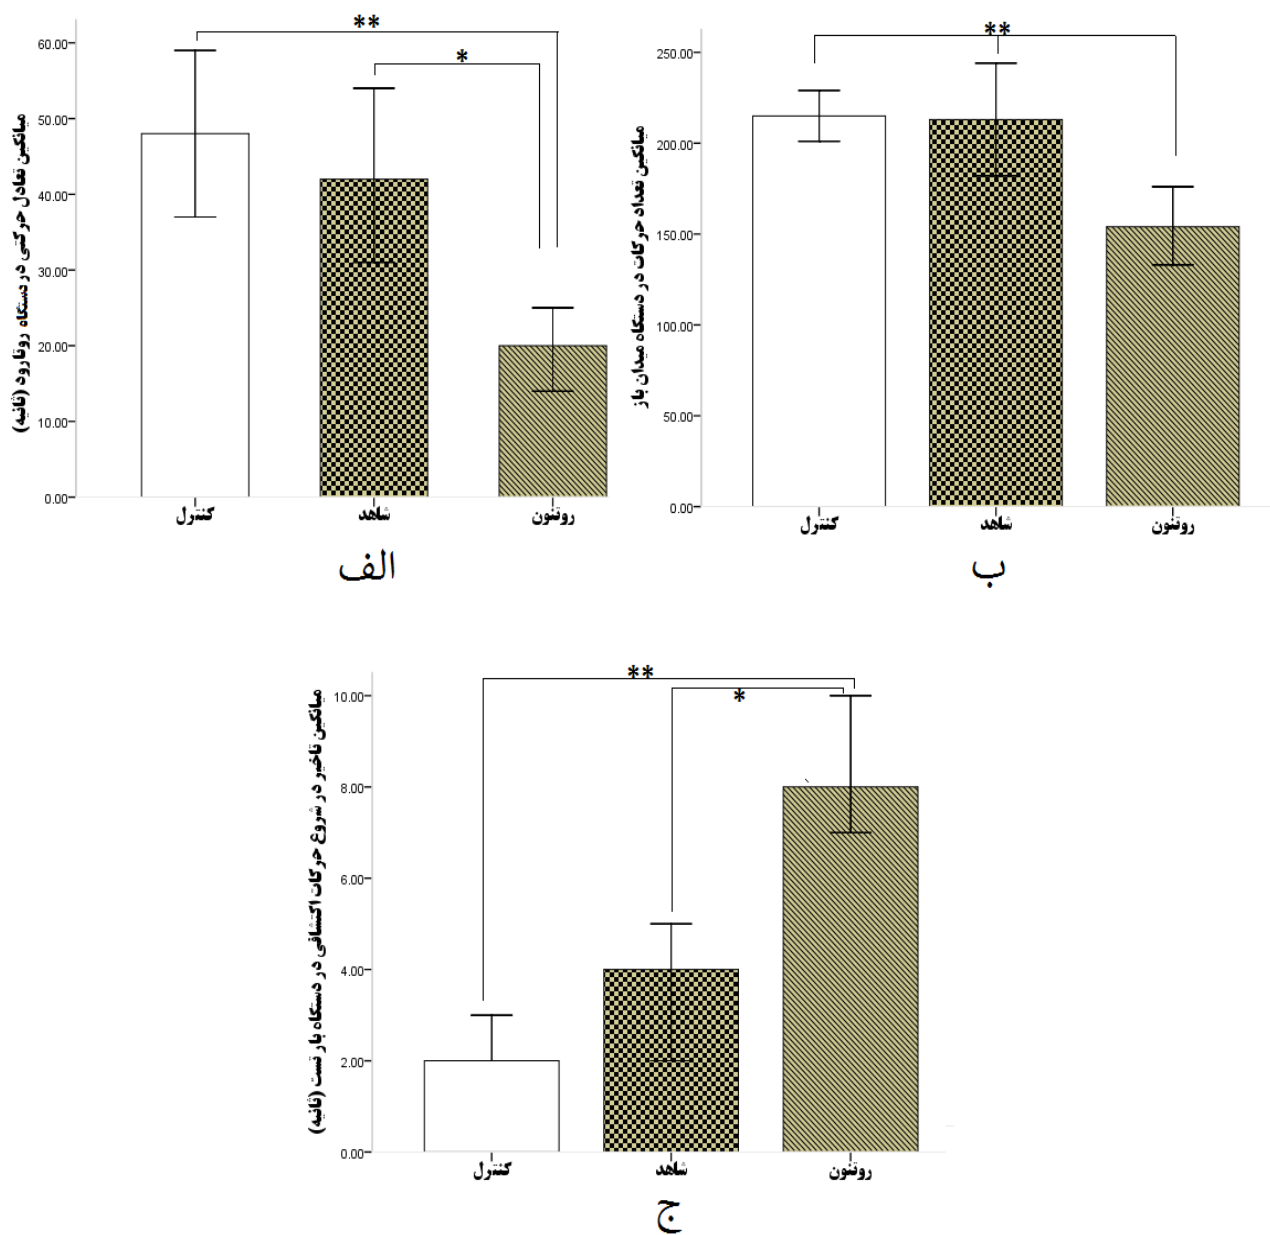 **
*
60.00
50.00
40.00
30.00
20.00
10.00
0.00
میانگین تعادل حرکتی در دستگاه روتارود (ثانیه)
کنترل
شاهد
روتنون
الف
**
250.00
200.00
150.00
100.00
50.00
0.00
میانگین تعداد حرکات در دستگاه میدان باز
کنترل
شاهد
روتنون
ب
**
*
10.00
8.00
6.00
4.00
2.00
0.00
میانگین تاخیر در شروع حرکات اکتشافی در دستگاه بار تست (ثانیه)
کنترل
شاهد
روتنون
ج